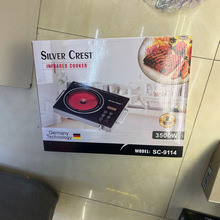 SILVER CREST
INFRARED COOKER
3500W
Germany
Technology
MODEL: SC-9114